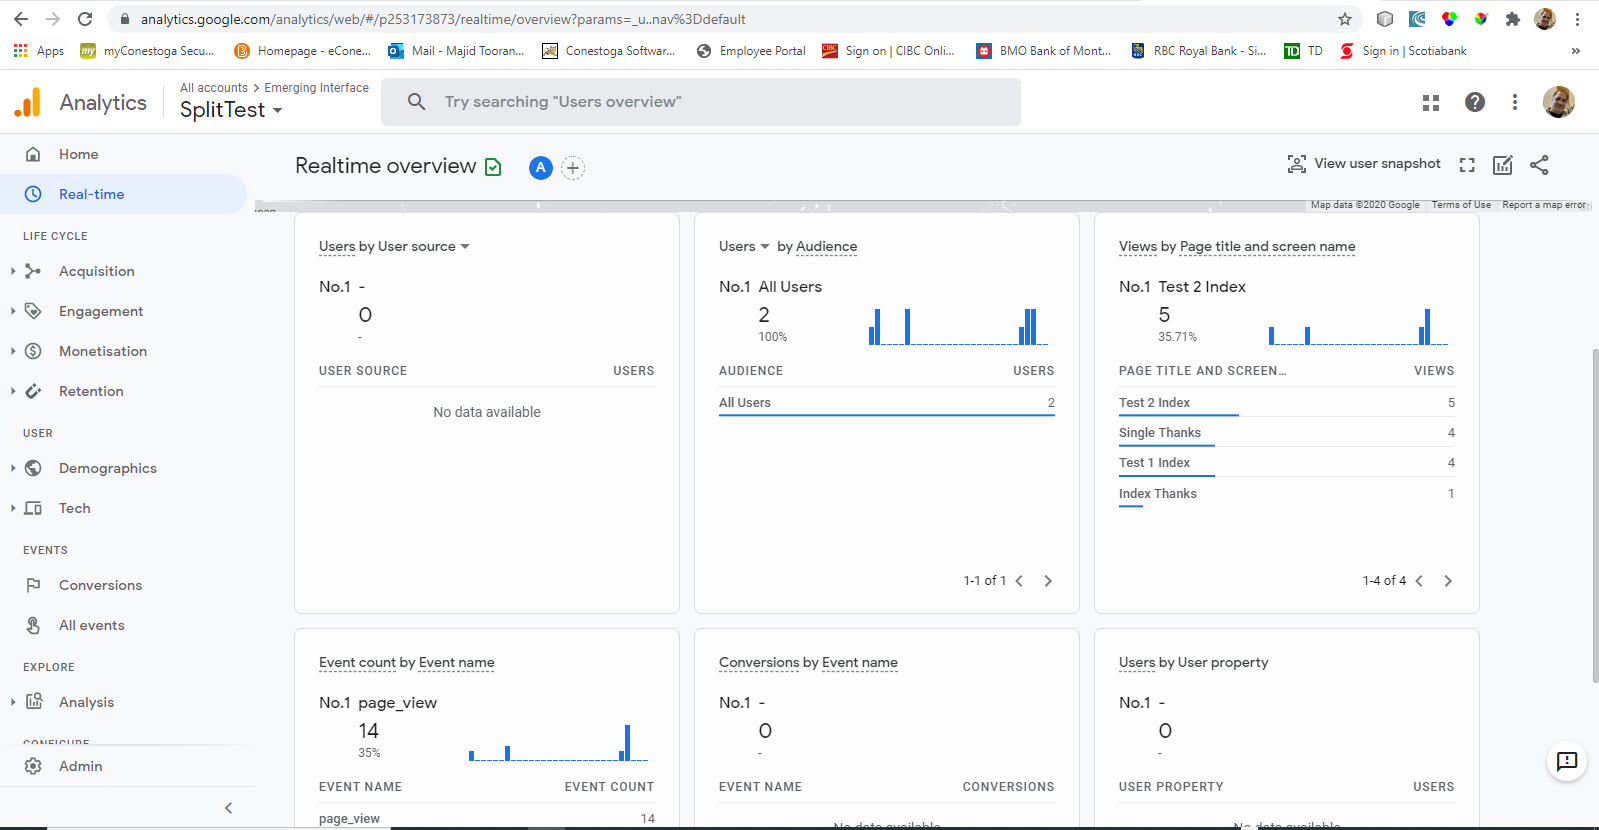 analytics.google.com/analytics/web/#/p253173873/realtime/overview?params=_u..nav%3Ddefault
Apps myConestoga Secu... Homepage - eCone... Mail - Majid Tooran... Conestoga Softwar... Employee Portal CIBC Sign on | CIBC Onli... BMO Bank of Mont... RBC Royal Bank - Si... TD TD Sign in | Scotiabank »
Analytics
All accounts > Emerging Interface
SplitTest
Try searching "Users overview"
Home
Real-time
LIFE CYCLE
Acquisition
Engagement
Monetisation
Retention
USER
Demographics
Tech
EVENTS
Conversions
All events
EXPLORE
Analysis
CONFIGURE
Admin
Realtime overview
A
View user snapshot
Map data ©2020 Google Terms of Use Report a map error
Users by User source
No.1 -
0
-
USER SOURCE USERS
No data available
Users by Audience
No.1 All Users
2
100%
AUDIENCE USERS
All Users 2
1-1 of 1
Views by Page title and screen name
No.1 Test 2 Index
5
35.71%
PAGE TITLE AND SCREEN... VIEWS
Test 2 Index 5
Single Thanks 4
Test 1 Index 4
Index Thanks 1
1-4 of 4
Event count by Event name
No.1 page_view
14
35%
EVENT NAME EVENT COUNT
page_view 14
Conversions by Event name
No.1 -
0
-
EVENT NAME CONVERSIONS
No data available
Users by User property
No.1 -
0
-
USER PROPERTY USERS
No data available